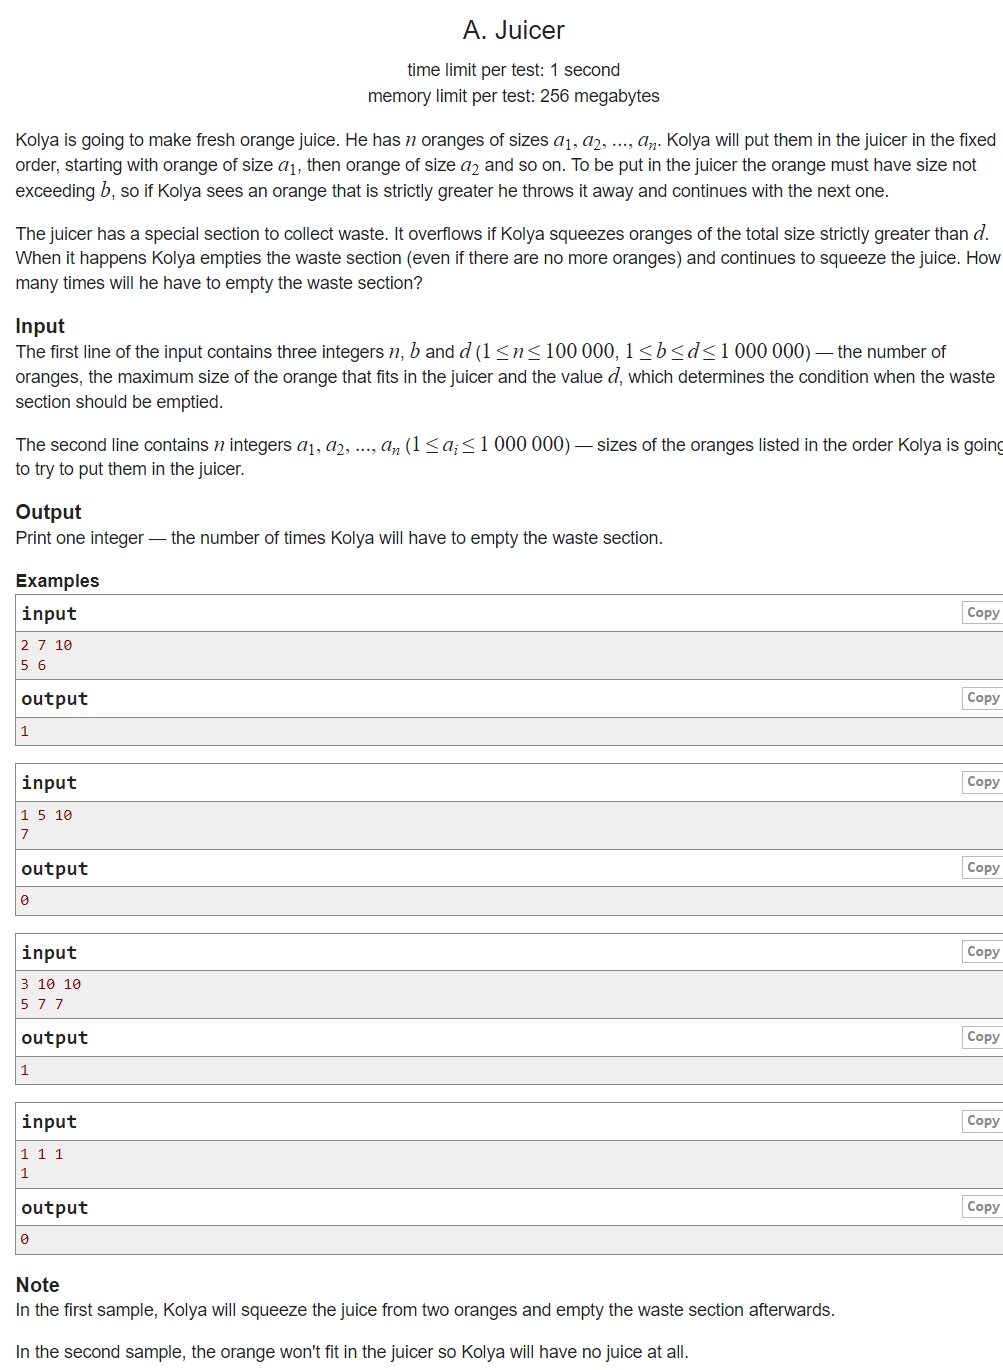 A. Juicer
time limit per test: 1 second
memory limit per test: 256 megabytes
Kolya is going to make fresh orange juice. He has n oranges of sizes a1, a2, ..., an. Kolya will put them in the juicer in the fixed
order, starting with orange of size a1, then orange of size a2 and so on. To be put in the juicer the orange must have size not
exceeding b, so if Kolya sees an orange that is strictly greater he throws it away and continues with the next one.
The juicer has a special section to collect waste. It overflows if Kolya squeezes oranges of the total size strictly greater than d.
When it happens Kolya empties the waste section (even if there are no more oranges) and continues to squeeze the juice. How
many times will he have to empty the waste section?
Input
The first line of the input contains three integers n, b and d (1 ≤ n ≤ 100 000, 1 ≤ b ≤ d ≤ 1 000 000) — the number of
oranges, the maximum size of the orange that fits in the juicer and the value d, which determines the condition when the waste
section should be emptied.
The second line contains n integers a1, a2, ..., an (1 ≤ ai ≤ 1 000 000) — sizes of the oranges listed in the order Kolya is going
to try to put them in the juicer.
Output
Print one integer — the number of times Kolya will have to empty the waste section.
Examples
input Copy
2 7 10
5 6
output Copy
1
input Copy
1 5 10
7
output Copy
0
input Copy
3 10 10
5 7 7
output Copy
1
input Copy
1 1 1
1
output Copy
0
Note
In the first sample, Kolya will squeeze the juice from two oranges and empty the waste section afterwards.
In the second sample, the orange won't fit in the juicer so Kolya will have no juice at all.